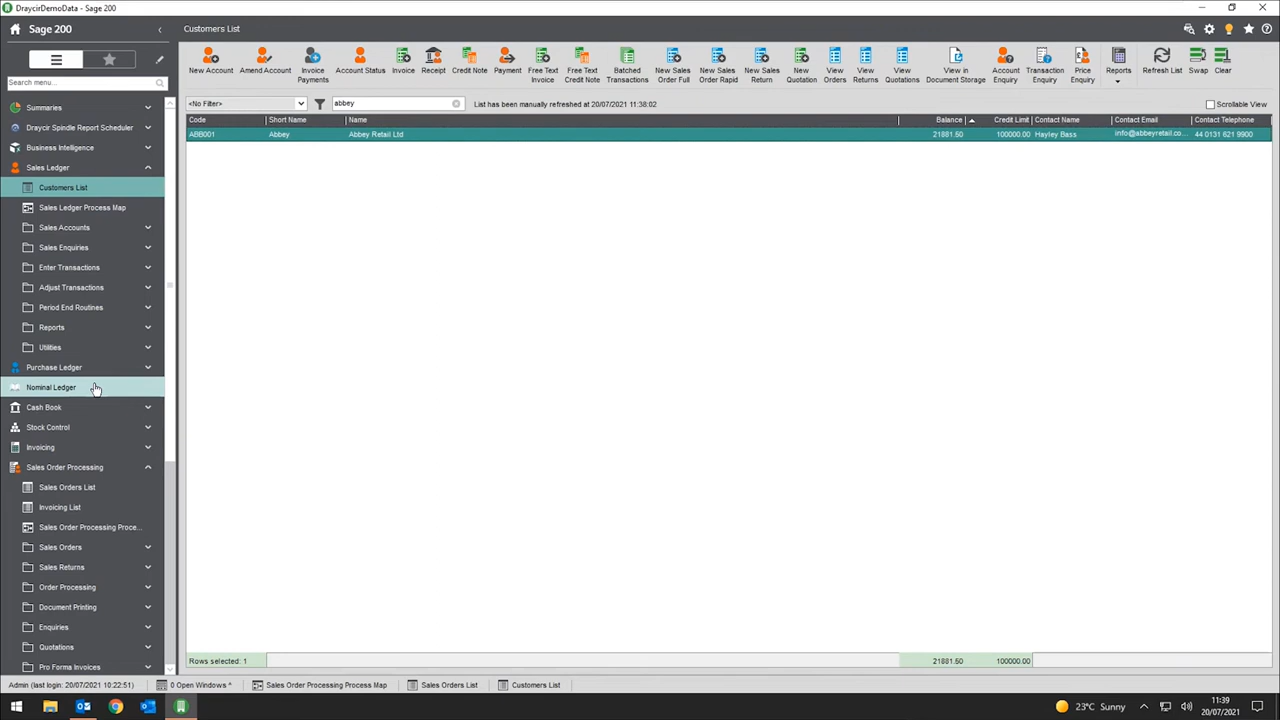 DraycirDemoData - Sage 200
Sage 200
Customers List
New Account
Amend Account
Invoice Payments
Account Status
Invoice
Receipt
Credit Note
Payment
Free Text Invoice
Free Text Credit Note
Batched Transactions
New Sales Order Full
New Sales Order Rapid
New Sales Return
New Quotation
View Orders
View Returns
View Quotations
View in Document Storage
Account Enquiry
Transaction Enquiry
Price Enquiry
Reports
Refresh List
Swap
Clear
Search menu...
<No Filter>
abbey
List has been manually refreshed at 20/07/2021 11:38:02
Scrollable View
Code Short Name Name Balance Credit Limit Contact Name Contact Email Contact Telephone
ABB001 Abbey Abbey Retail Ltd 21881.50 100000.00 Hayley Bass info@abbeyretail.co... 44 0131 621 9900
Summaries
Draycir Spindle Report Scheduler
Business Intelligence
Sales Ledger
Customers List
Sales Ledger Process Map
Sales Accounts
Sales Enquiries
Enter Transactions
Adjust Transactions
Period End Routines
Reports
Utilities
Purchase Ledger
Nominal Ledger
Cash Book
Stock Control
Invoicing
Sales Order Processing
Sales Orders List
Invoicing List
Sales Order Processing Proce...
Sales Orders
Sales Returns
Order Processing
Document Printing
Enquiries
Quotations
Pro Forma Invoices
Rows selected: 1 21881.50 100000.00
Admin (last login: 20/07/2021 10:22:51)
0 Open Windows ^
Sales Order Processing Process Map
Sales Orders List
Customers List
23°C Sunny
11:39
20/07/2021